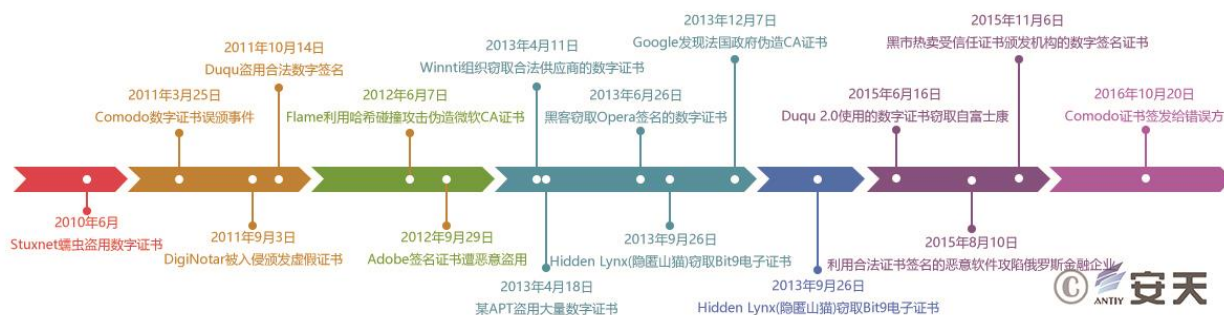 2010年6月
Stuxnet蠕虫盗用数字证书
2011年3月25日
Comodo数字证书误颁事件
2011年9月3日
DigiNotar被入侵颁发虚假证书
2011年10月14日
Duqu盗用合法数字签名
2012年6月7日
Flame利用哈希碰撞攻击伪造微软CA证书
2012年9月29日
Adobe签名证书遭恶意盗用
2013年4月11日
Winnti组织窃取合法供应商的数字证书
2013年4月18日
某APT盗用大量数字证书
2013年6月26日
黑客窃取Opera签名的数字证书
2013年9月26日
Hidden Lynx(隐匿山猫)窃取Bit9电子证书
2013年12月7日
Google发现法国政府伪造CA证书
2013年9月26日
Hidden Lynx(隐匿山猫)窃取Bit9电子证书
2015年6月16日
Duqu 2.0使用的数字证书窃取自富士康
2015年8月10日
利用合法证书签名的恶意软件攻陷俄罗斯金融企业
2015年11月6日
黑市热卖受信任证书颁发机构的数字签名证书
2016年10月20日
Comodo证书签发给错误方
© ANTIY 安天